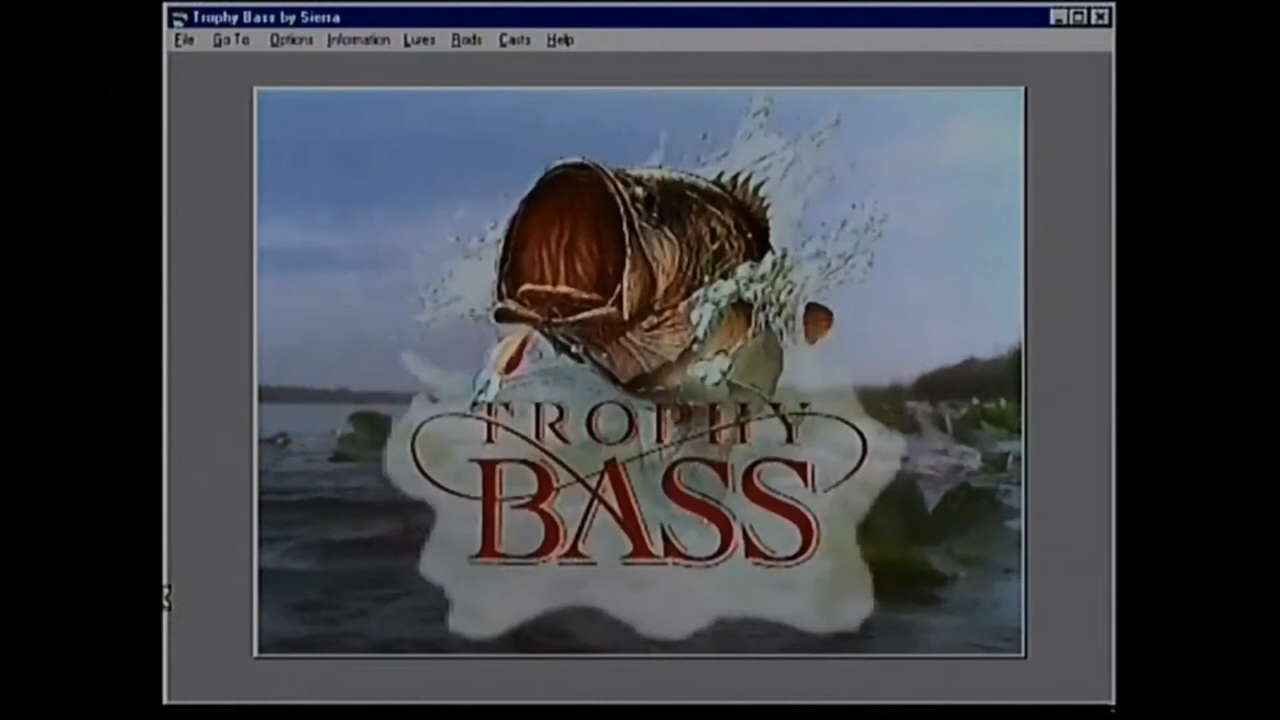 Trophy Bass by Sierra
File Go To Options Information Lures Rods Casts Help
TROPHY
BASS